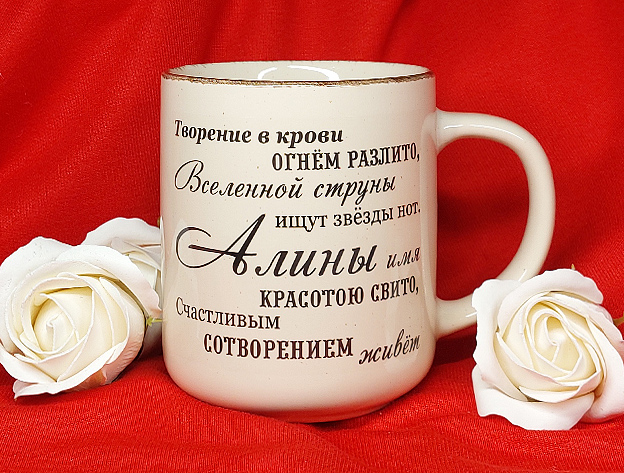 Творение в крови
ОГНЁМ РАЗЛИТО,
Вселенной струны
ищут звёзды нот.
Алины имя
КРАСОТОЮ СВИТО,
Счастливым
СОТВОРЕНИЕМ живёт